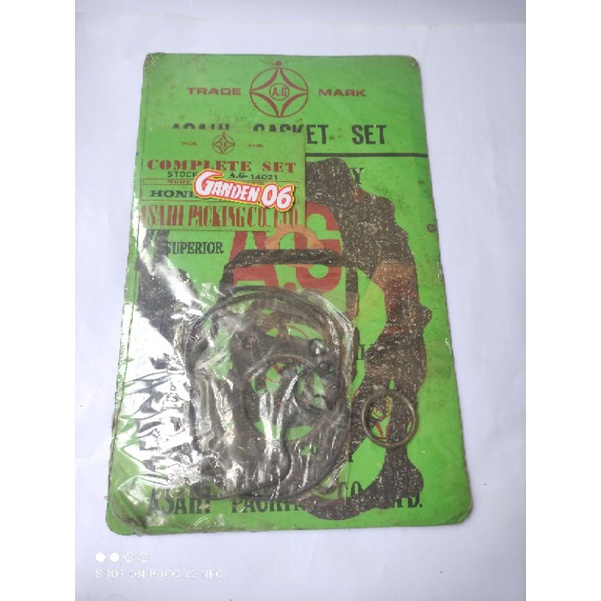 TRADE A.G MARK
ASAHI GASKET SET
COMPLETE SET
STOCK A.G-14021
HONDA
GANDEN 06
ASAHI PACKING CO., LTD
SUPERIOR
A.G
ASAHI PACKING CO., LTD.
SHOT ON POCO X3 NFC